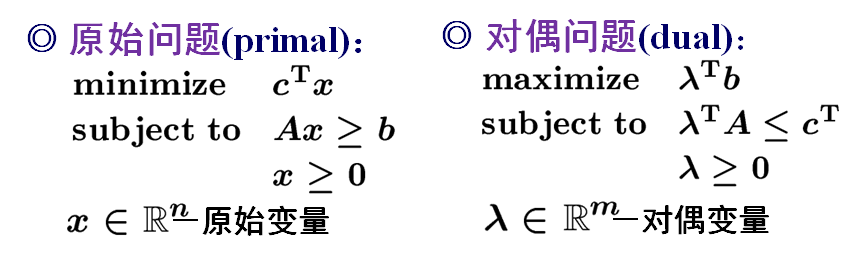 ◎ 原始问题(primal):
minimize cᵀx
subject to Ax ≥ b
x ≥ 0
x ∈ ℝⁿ—原始变量
◎ 对偶问题(dual):
maximize λᵀb
subject to λᵀA ≤ cᵀ
λ ≥ 0
λ ∈ ℝᵐ—对偶变量